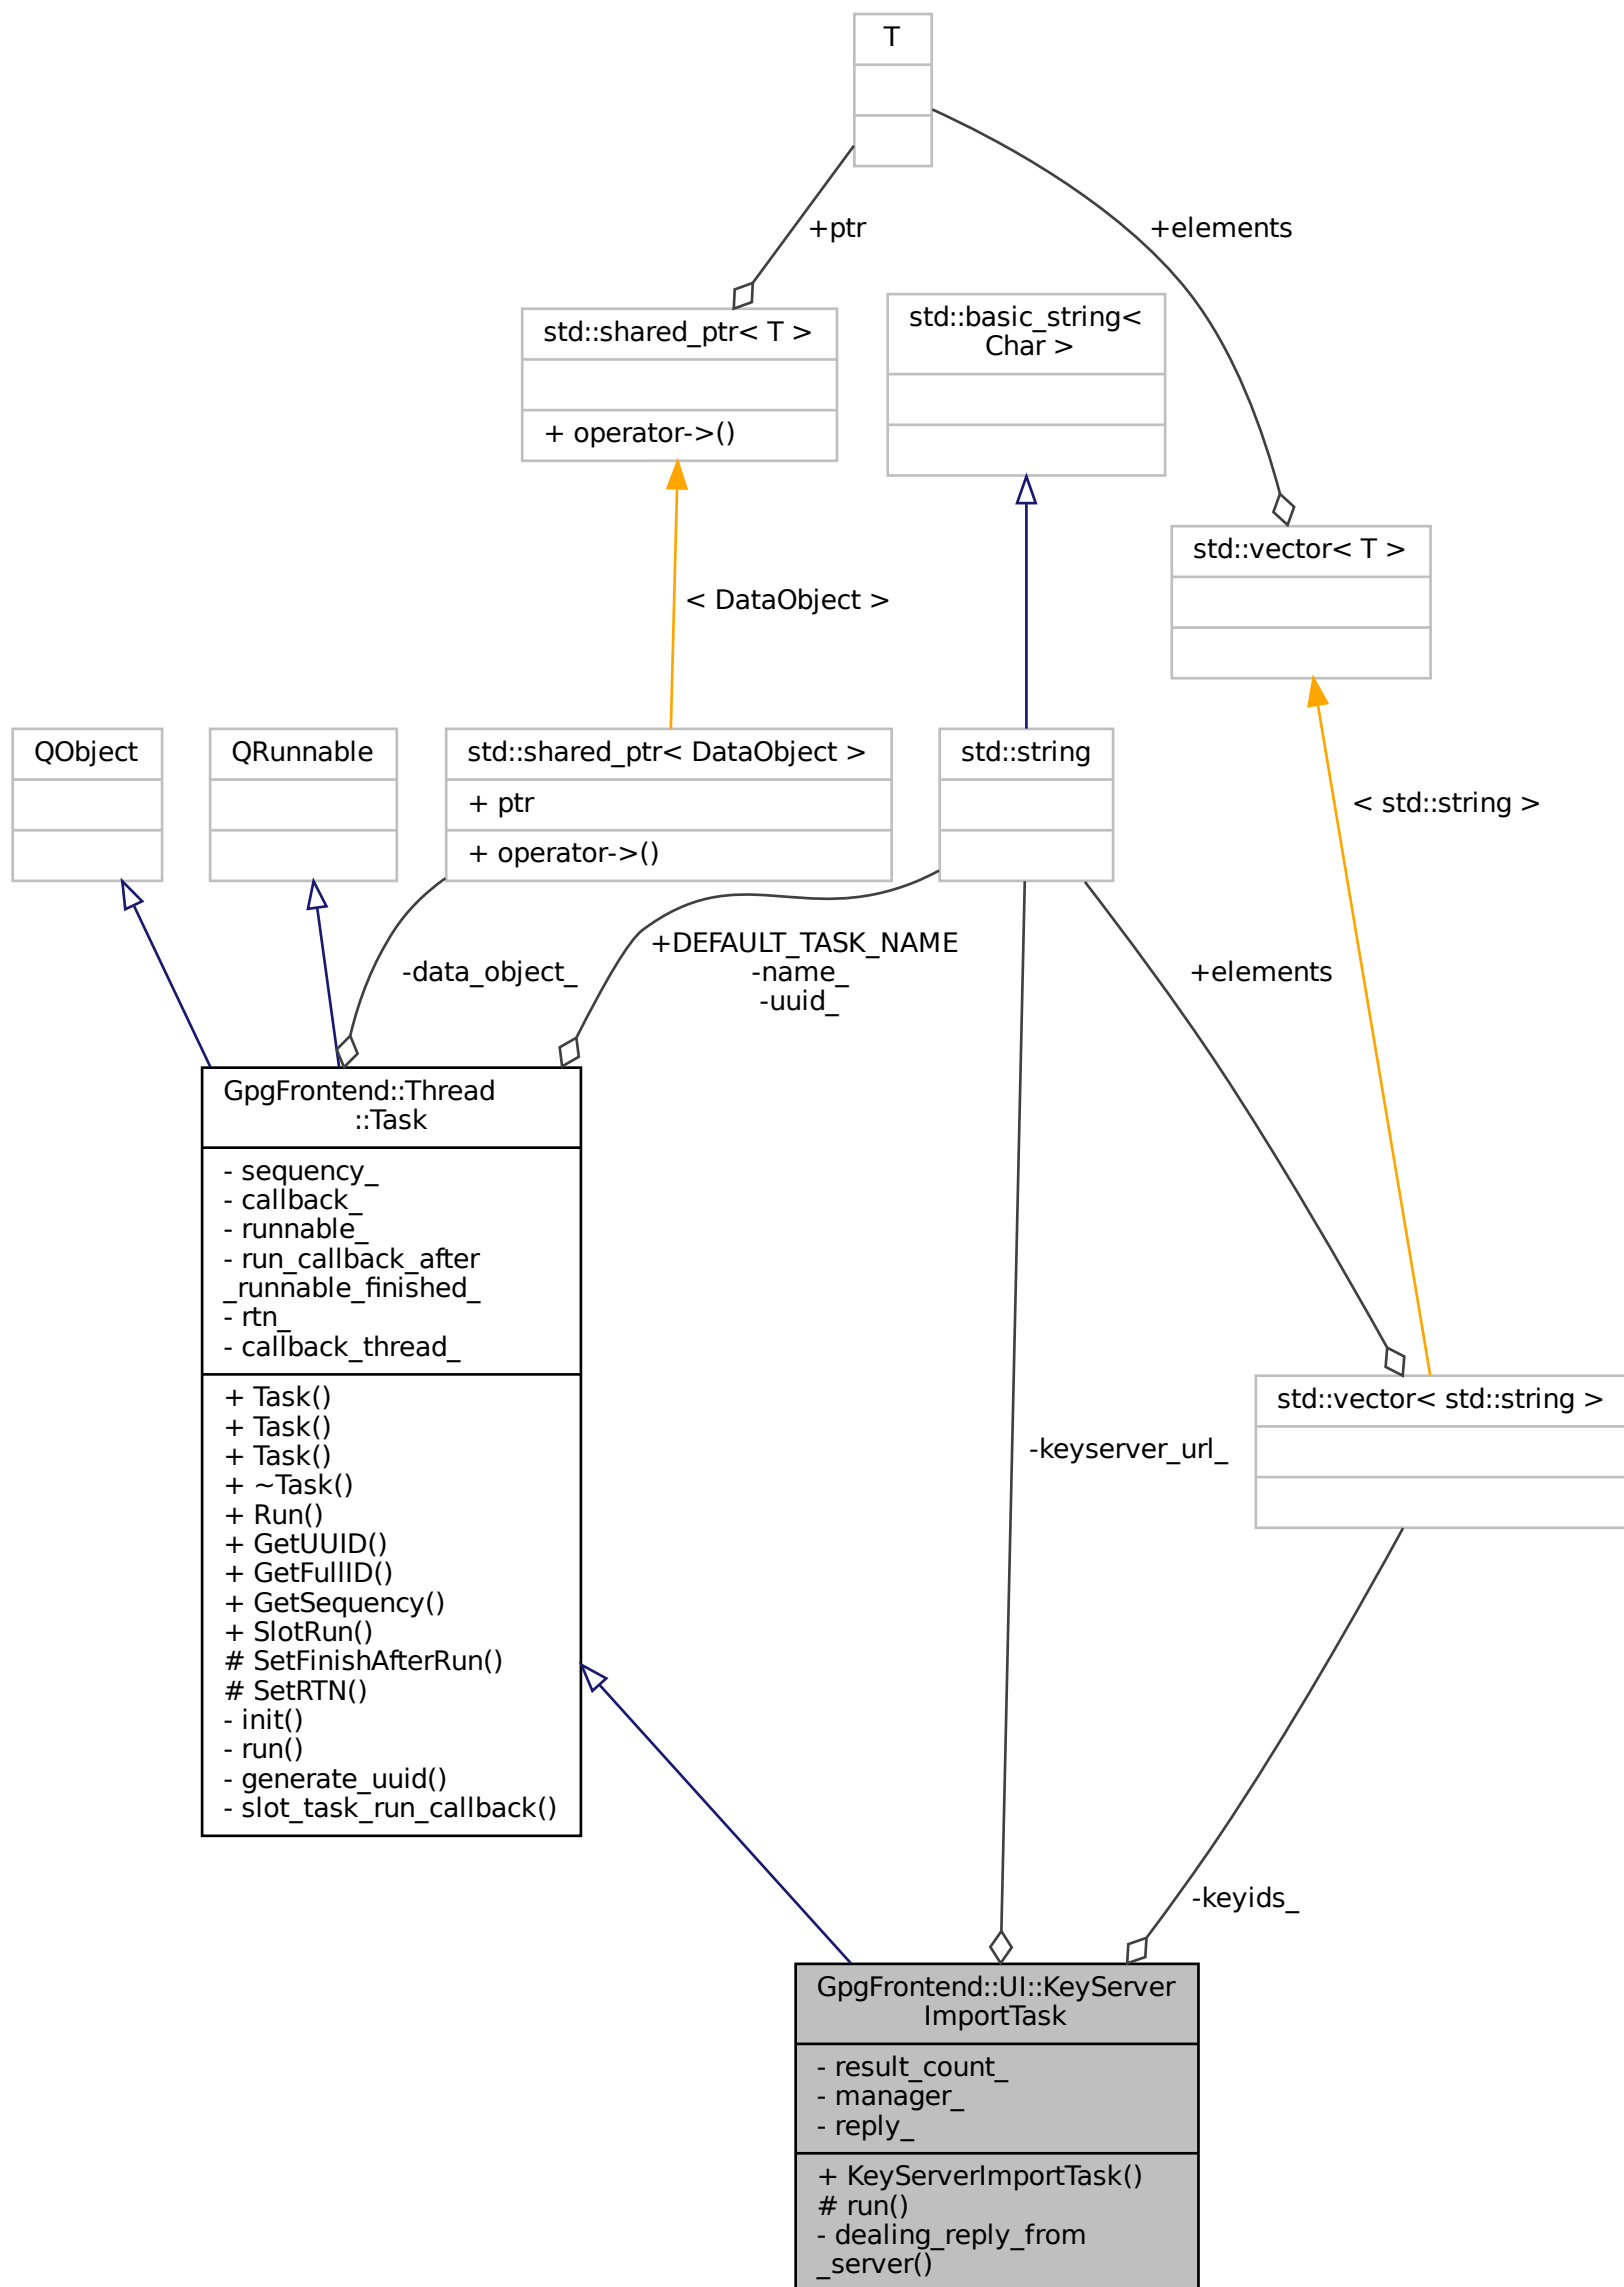 T
+ptr
+elements
std::shared_ptr< T >
+ operator->()
std::basic_string<
Char >
std::vector< T >
< DataObject >
QObject
QRunnable
std::shared_ptr< DataObject >
+ ptr
+ operator->()
std::string
< std::string >
-data_object_
+DEFAULT_TASK_NAME
-name_
-uuid_
+elements
GpgFrontend::Thread
::Task
- sequency_
- callback_
- runnable_
- run_callback_after
_runnable_finished_
- rtn_
- callback_thread_
+ Task()
+ Task()
+ Task()
+ ~Task()
+ Run()
+ GetUUID()
+ GetFullID()
+ GetSequency()
+ SlotRun()
# SetFinishAfterRun()
# SetRTN()
- init()
- run()
- generate_uuid()
- slot_task_run_callback()
-keyserver_url_
std::vector< std::string >
-keyids_
GpgFrontend::UI::KeyServer
ImportTask
- result_count_
- manager_
- reply_
+ KeyServerImportTask()
# run()
- dealing_reply_from
_server()